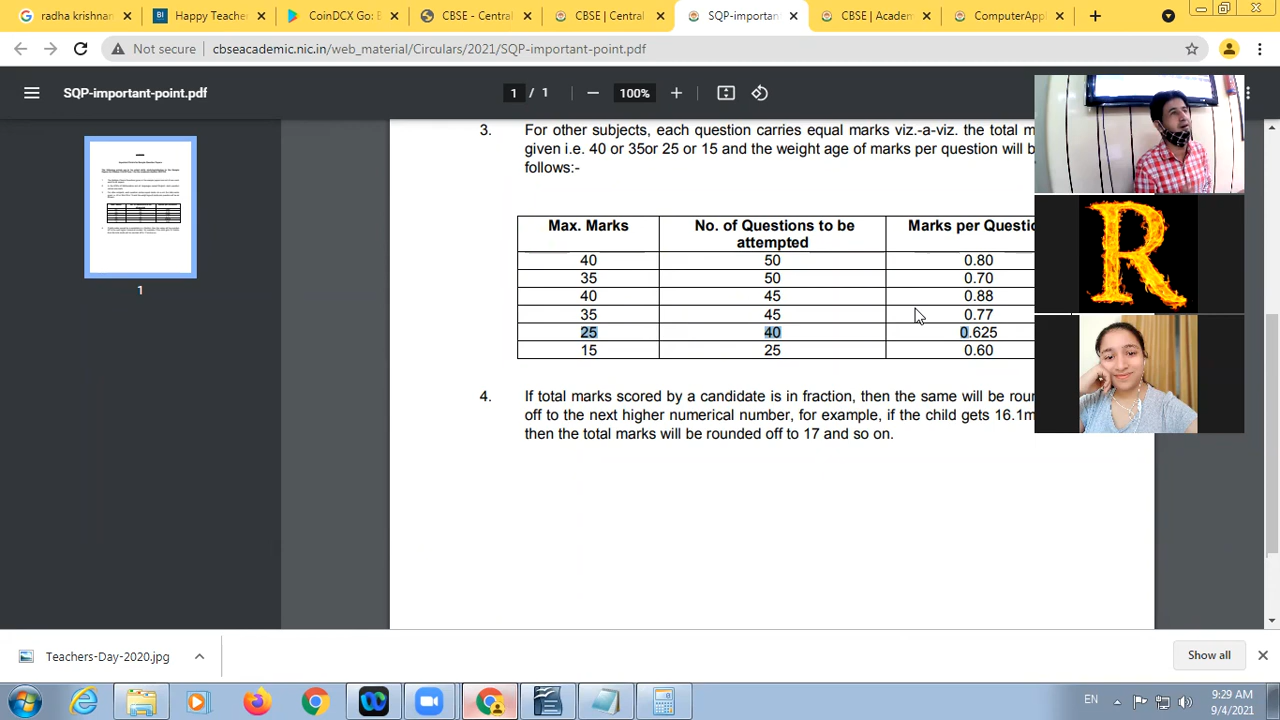 radha krishnan
Happy Teacher
CoinDCX Go: B
CBSE - Central
CBSE | Central
SQP-importan
CBSE | Academ
ComputerAppl
Not secure
cbseacademic.nic.in/web_material/Circulars/2021/SQP-important-point.pdf
SQP-important-point.pdf
1 / 1
100%
3. For other subjects, each question carries equal marks viz.-a-viz. the total m
given i.e. 40 or 35or 25 or 15 and the weight age of marks per question will b
follows:-
Max. Marks No. of Questions to be attempted Marks per Questio
40 50 0.80
35 50 0.70
40 45 0.88
35 45 0.77
25 40 0.625
15 25 0.60
4. If total marks scored by a candidate is in fraction, then the same will be roun
off to the next higher numerical number, for example, if the child gets 16.1m
then the total marks will be rounded off to 17 and so on.
1
R
Teachers-Day-2020.jpg
Show all
EN
9:29 AM
9/4/2021